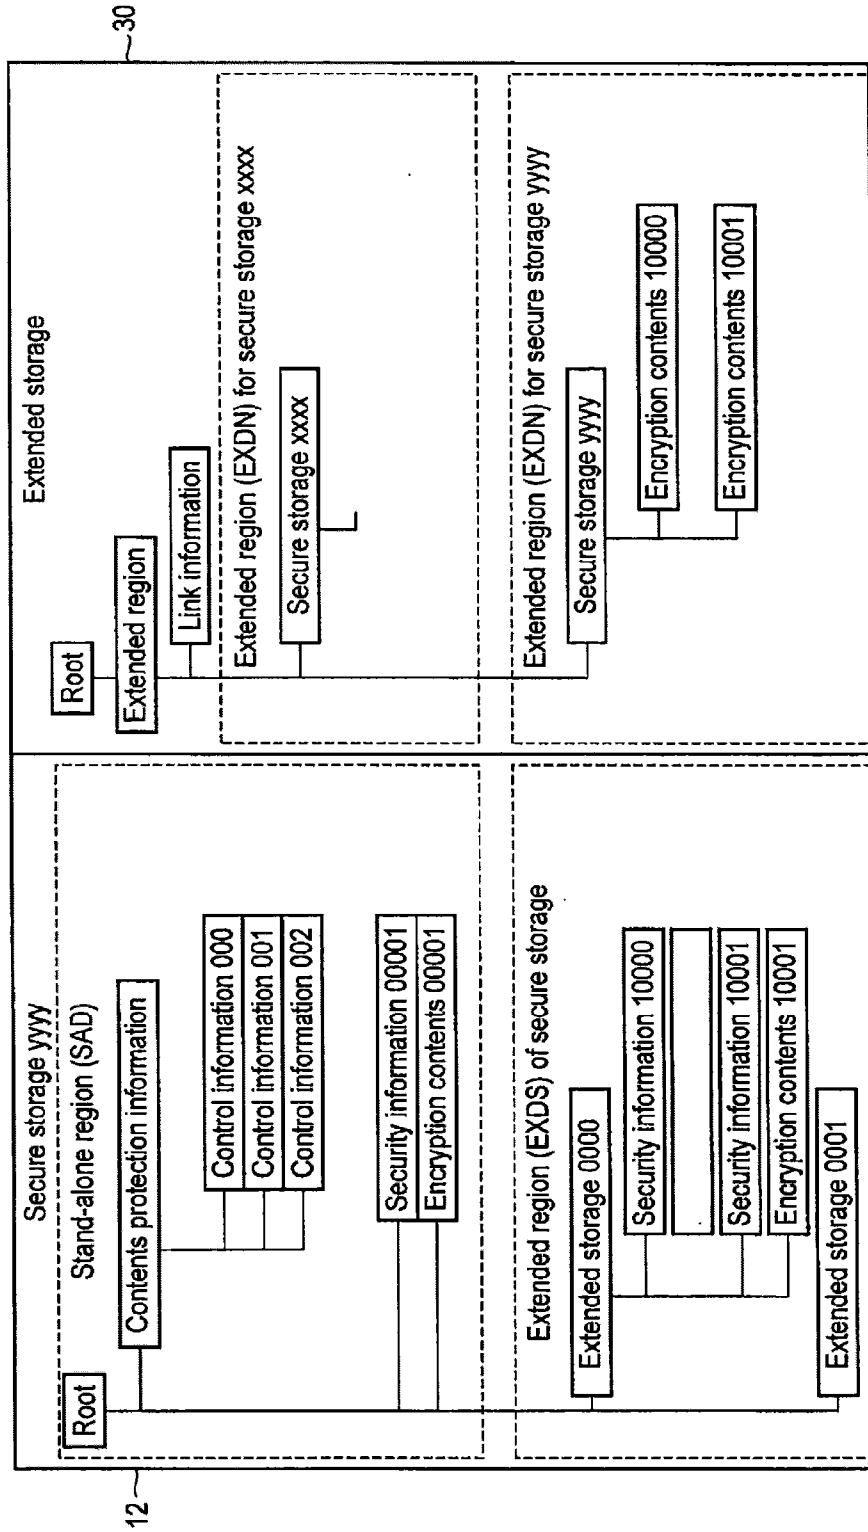 12
Secure storage yyyy
Root
Stand-alone region (SAD)
Contents protection information
Control information 000
Control information 001
Control information 002
Security information 00001
Encryption contents 00001
Extended region (EXDS) of secure storage
Extended storage 0000
Security information 10000
Security information 10001
Encryption contents 10001
Extended storage 0001
30
Extended storage
Root
Extended region
Link information
Extended region (EXDN) for secure storage xxxx
Secure storage xxxx
Extended region (EXDN) for secure storage yyyy
Secure storage yyyy
Encryption contents 10000
Encryption contents 10001